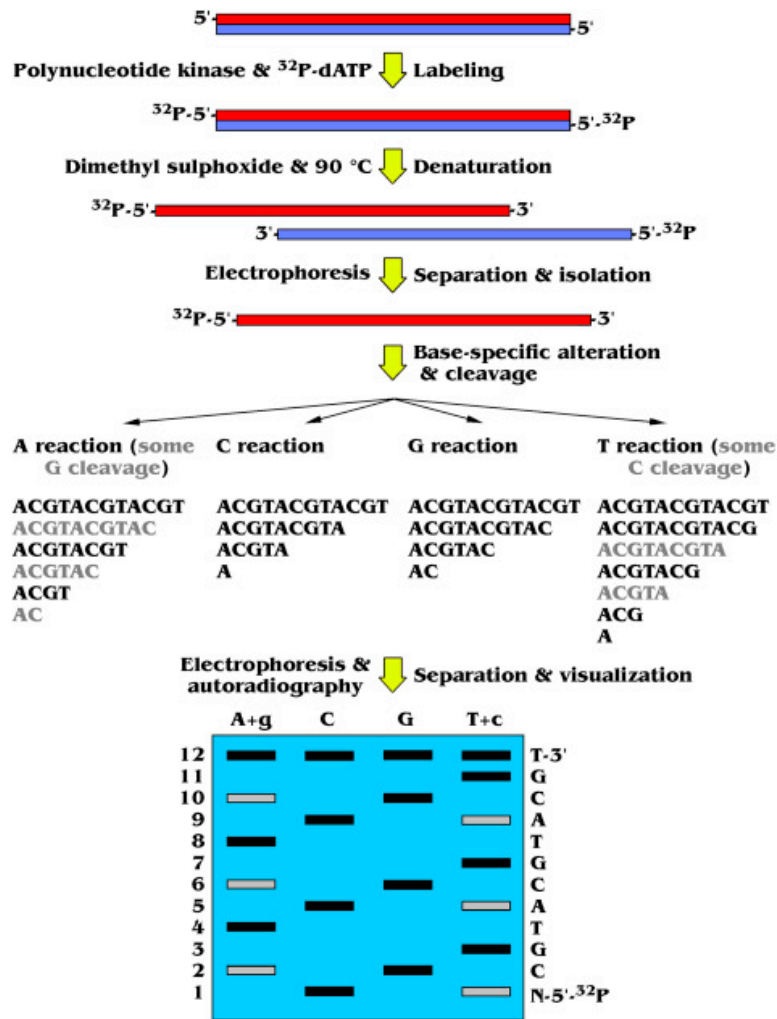 5'- -5'
Polynucleotide kinase & ³²P-dATP Labeling
³²P-5'- -5'-³²P
Dimethyl sulphoxide & 90 °C Denaturation
³²P-5'- -3'
3'- -5'-³²P
Electrophoresis Separation & isolation
³²P-5'- -3'
Base-specific alteration
& cleavage
A reaction (some
G cleavage)
ACGTACGTACGT
ACGTACGTAC
ACGTACGT
ACGTAC
ACGT
AC
C reaction
ACGTACGTACGT
ACGTACGTA
ACGTA
A
G reaction
ACGTACGTACGT
ACGTACGTAC
ACGTAC
AC
T reaction (some
C cleavage)
ACGTACGTACGT
ACGTACGTACG
ACGTACGTA
ACGTACG
ACGTA
ACG
A
Electrophoresis &
autoradiography
Separation & visualization
A+g C G T+c
12 T-3'
11 G
10 C
9 A
8 T
7 G
6 C
5 A
4 T
3 G
2 C
1 N-5'-³²P